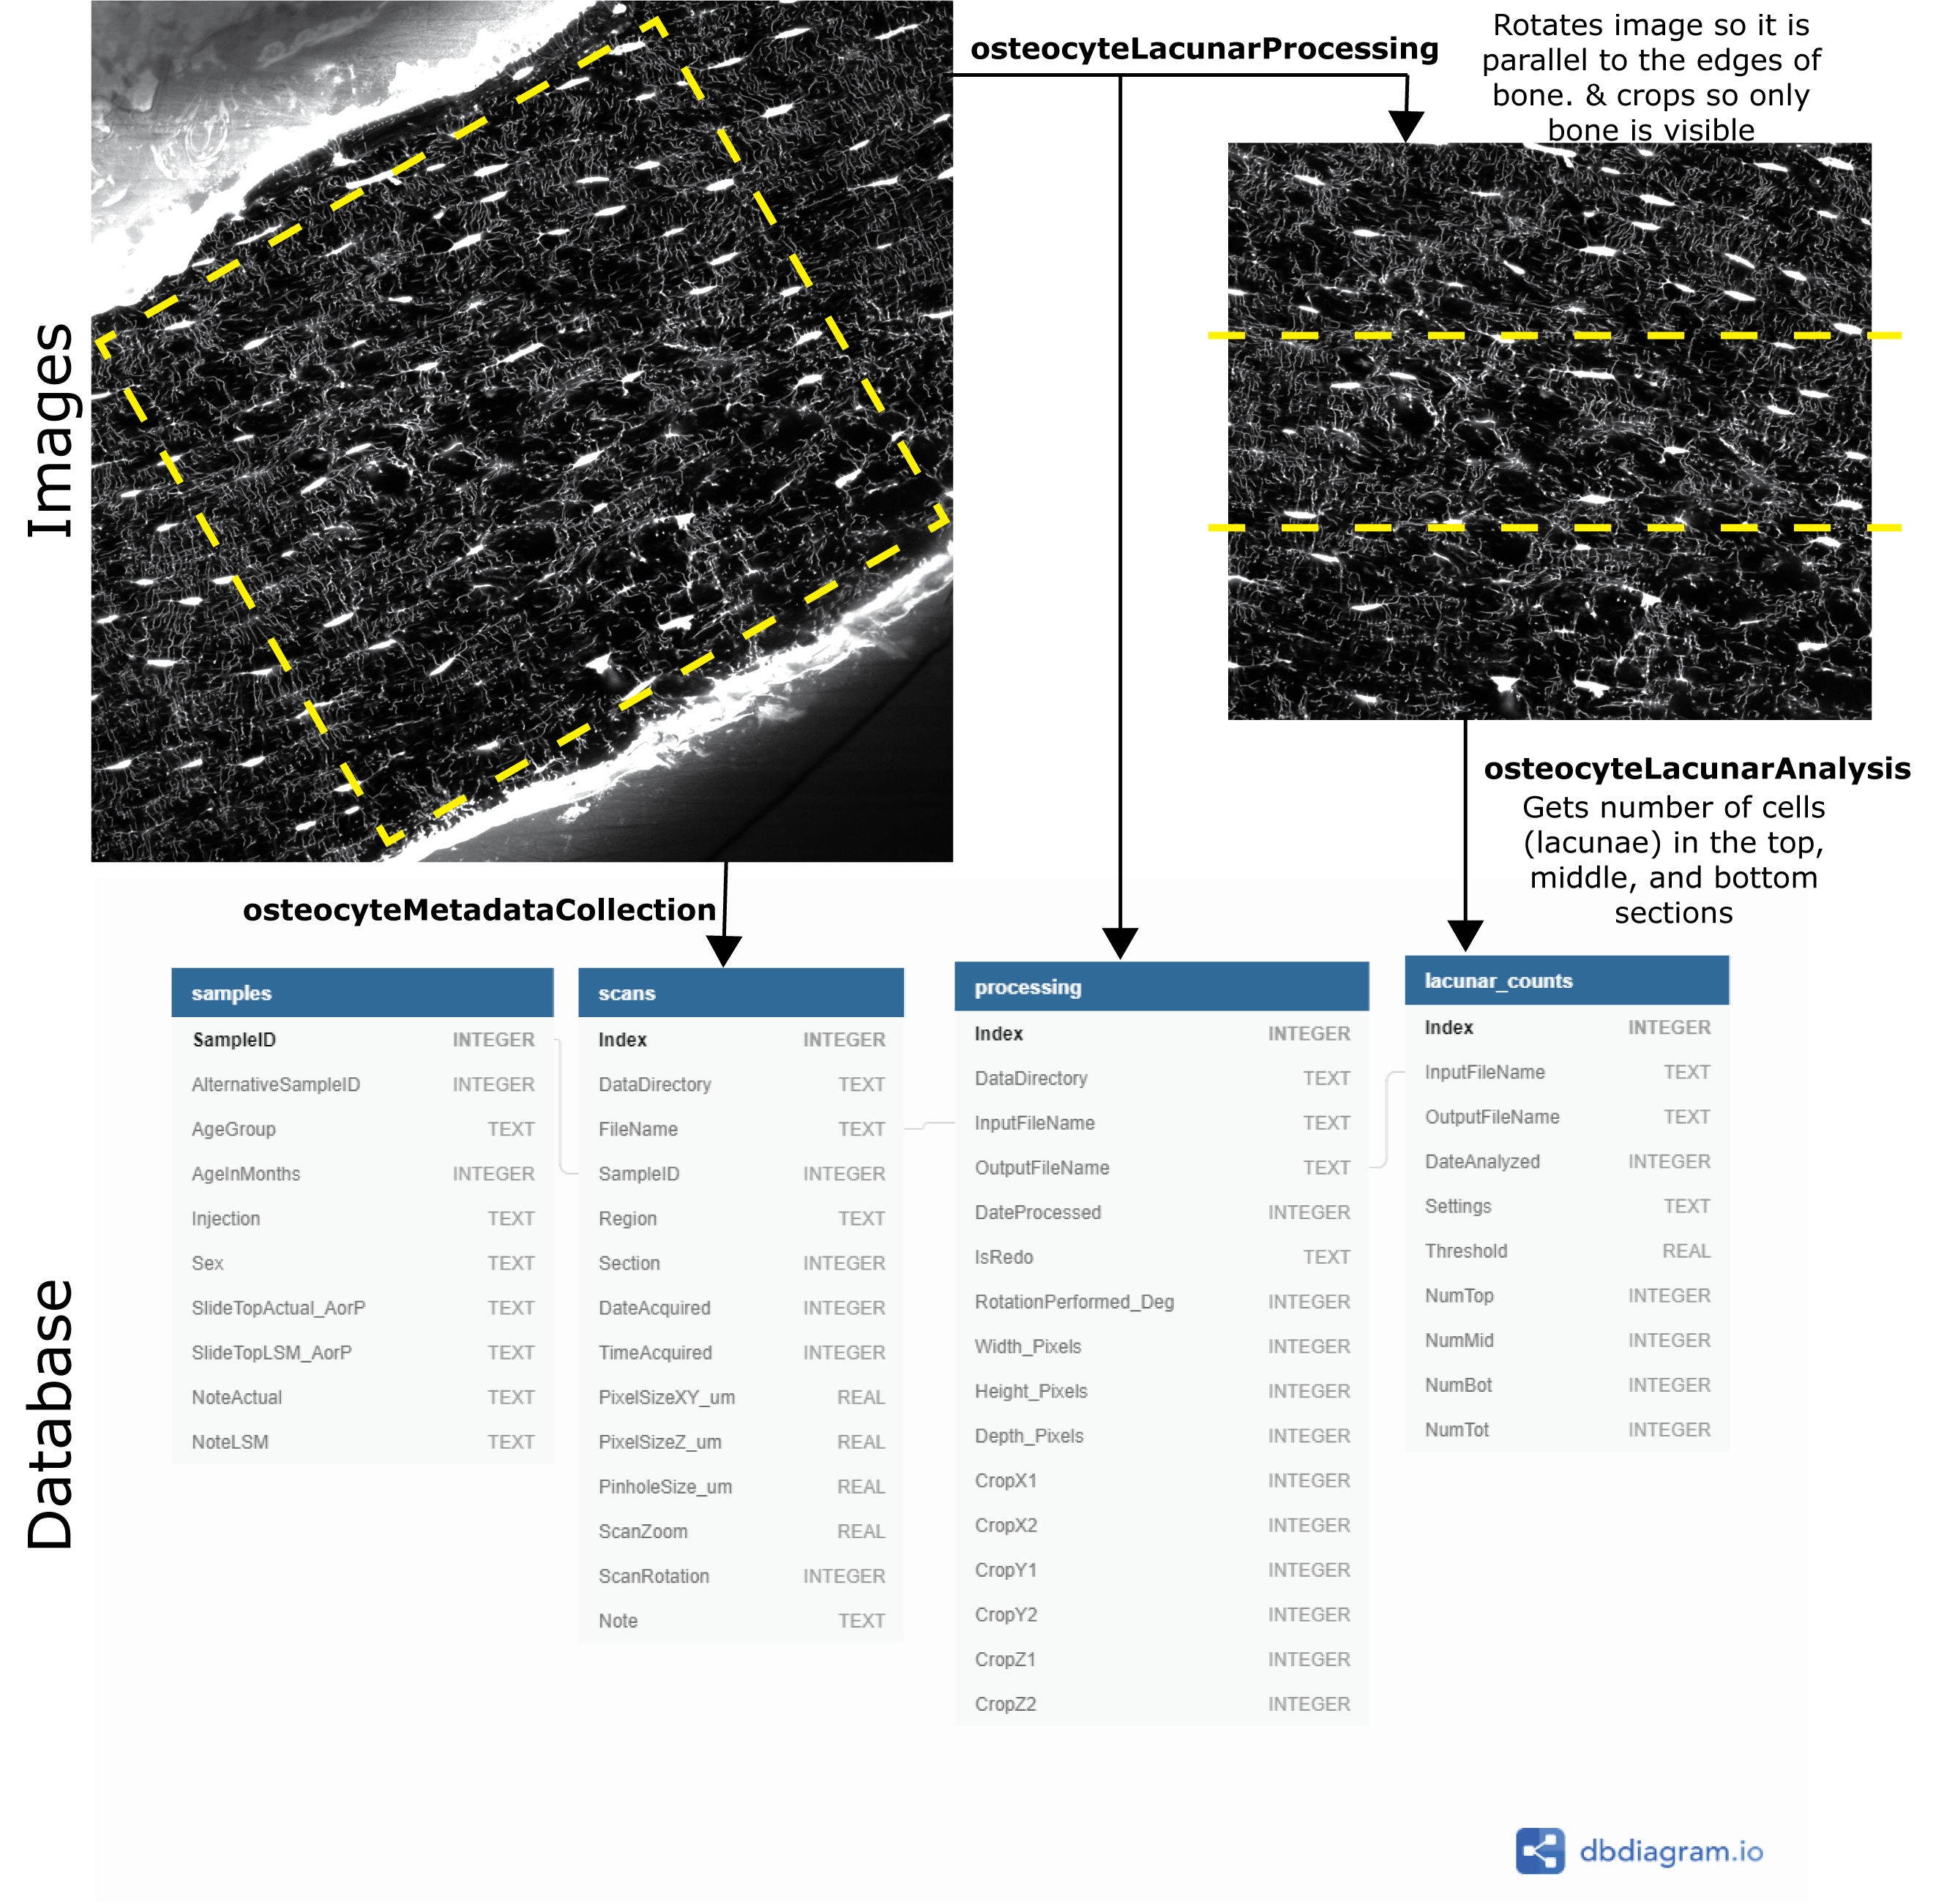 Images
osteocyteLacunarProcessing
Rotates image so it is
parallel to the edges of
bone. & crops so only
bone is visible
osteocyteLacunarAnalysis
Gets number of cells
(lacunae) in the top,
middle, and bottom
sections
osteocyteMetadataCollection
Database
samples
SampleID INTEGER
AlternativeSampleID INTEGER
AgeGroup TEXT
AgeInMonths INTEGER
Injection TEXT
Sex TEXT
SlideTopActual_AorP TEXT
SlideTopLSM_AorP TEXT
NoteActual TEXT
NoteLSM TEXT
scans
Index INTEGER
DataDirectory TEXT
FileName TEXT
SampleID INTEGER
Region TEXT
Section INTEGER
DateAcquired INTEGER
TimeAcquired INTEGER
PixelSizeXY_um REAL
PixelSizeZ_um REAL
PinholeSize_um REAL
ScanZoom REAL
ScanRotation INTEGER
Note TEXT
processing
Index INTEGER
DataDirectory TEXT
InputFileName TEXT
OutputFileName TEXT
DateProcessed INTEGER
IsRedo TEXT
RotationPerformed_Deg INTEGER
Width_Pixels INTEGER
Height_Pixels INTEGER
Depth_Pixels INTEGER
CropX1 INTEGER
CropX2 INTEGER
CropY1 INTEGER
CropY2 INTEGER
CropZ1 INTEGER
CropZ2 INTEGER
lacunar_counts
Index INTEGER
InputFileName TEXT
OutputFileName TEXT
DateAnalyzed INTEGER
Settings TEXT
Threshold REAL
NumTop INTEGER
NumMid INTEGER
NumBot INTEGER
NumTot INTEGER
dbdiagram.io